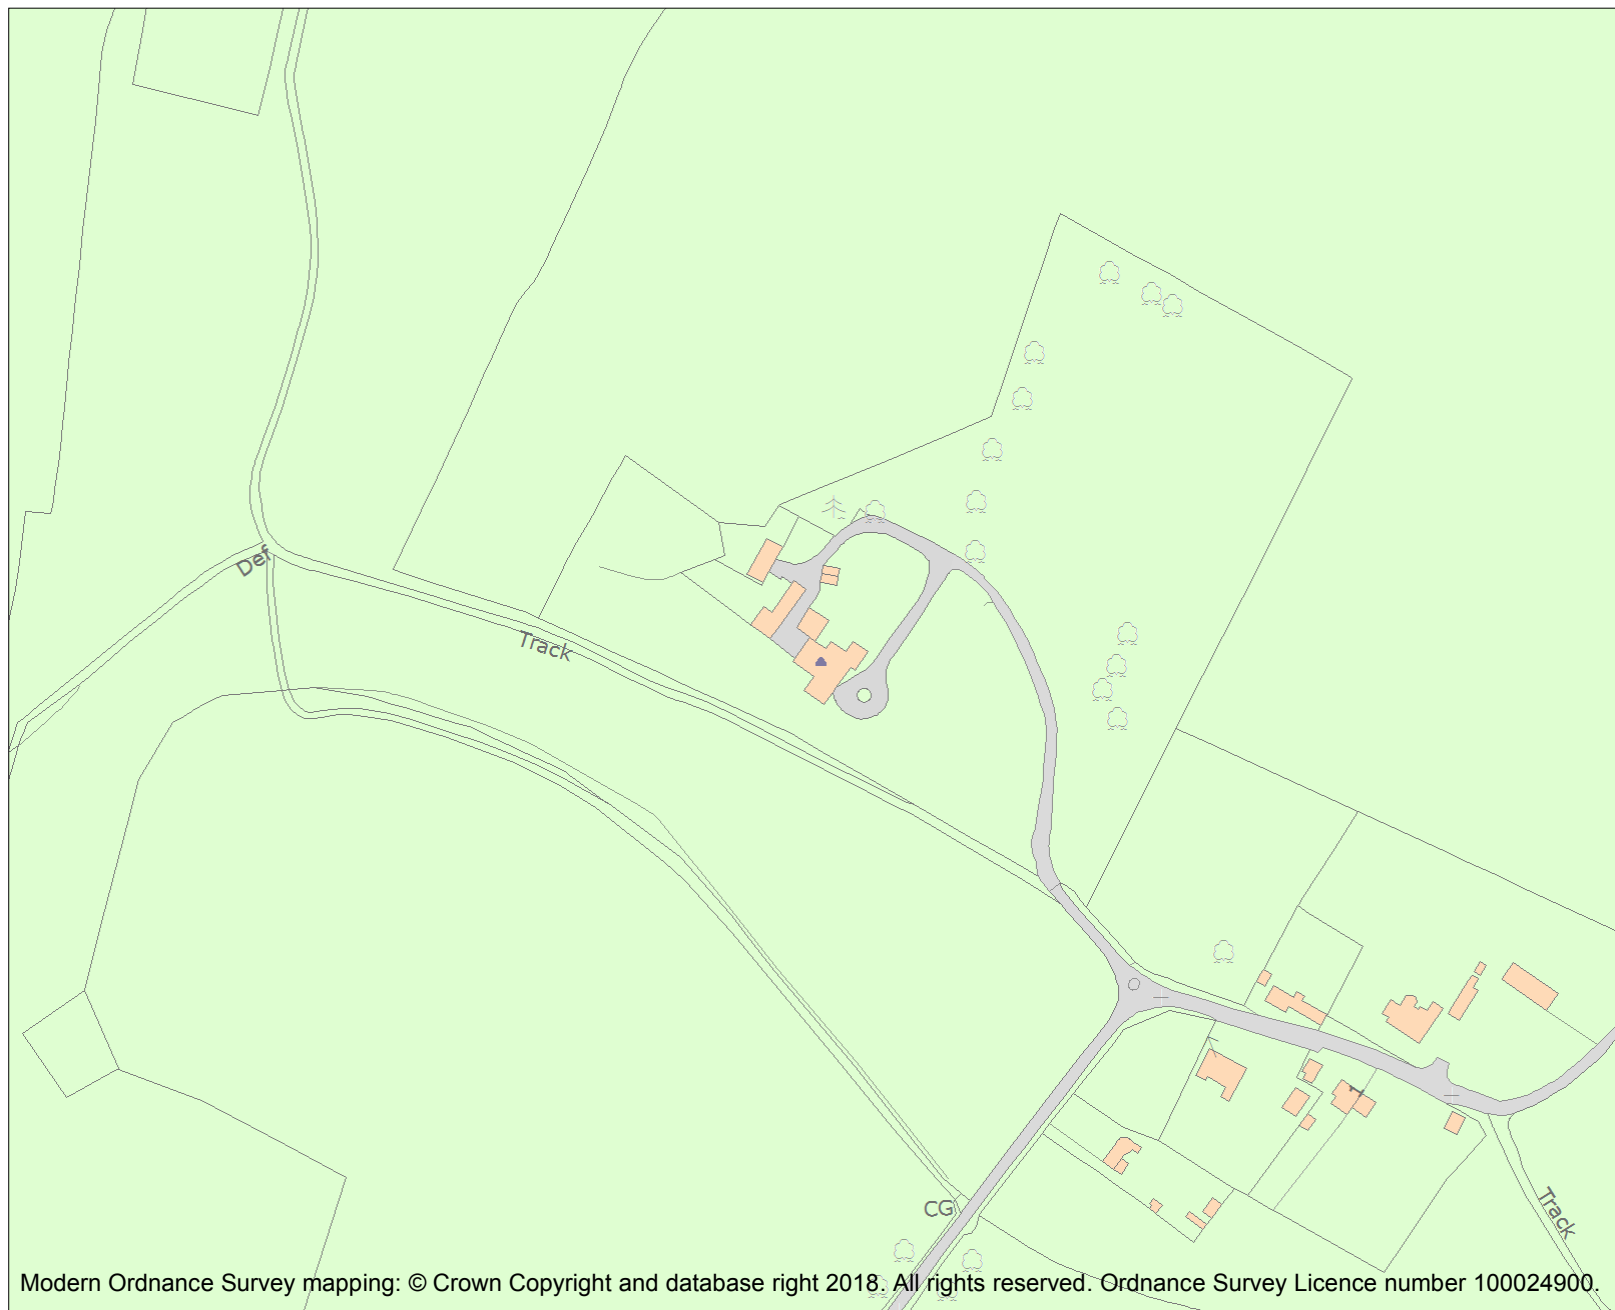 Def
Track
CG
Track
Modern Ordnance Survey mapping: © Crown Copyright and database right 2018. All rights reserved. Ordnance Survey Licence number 100024900.